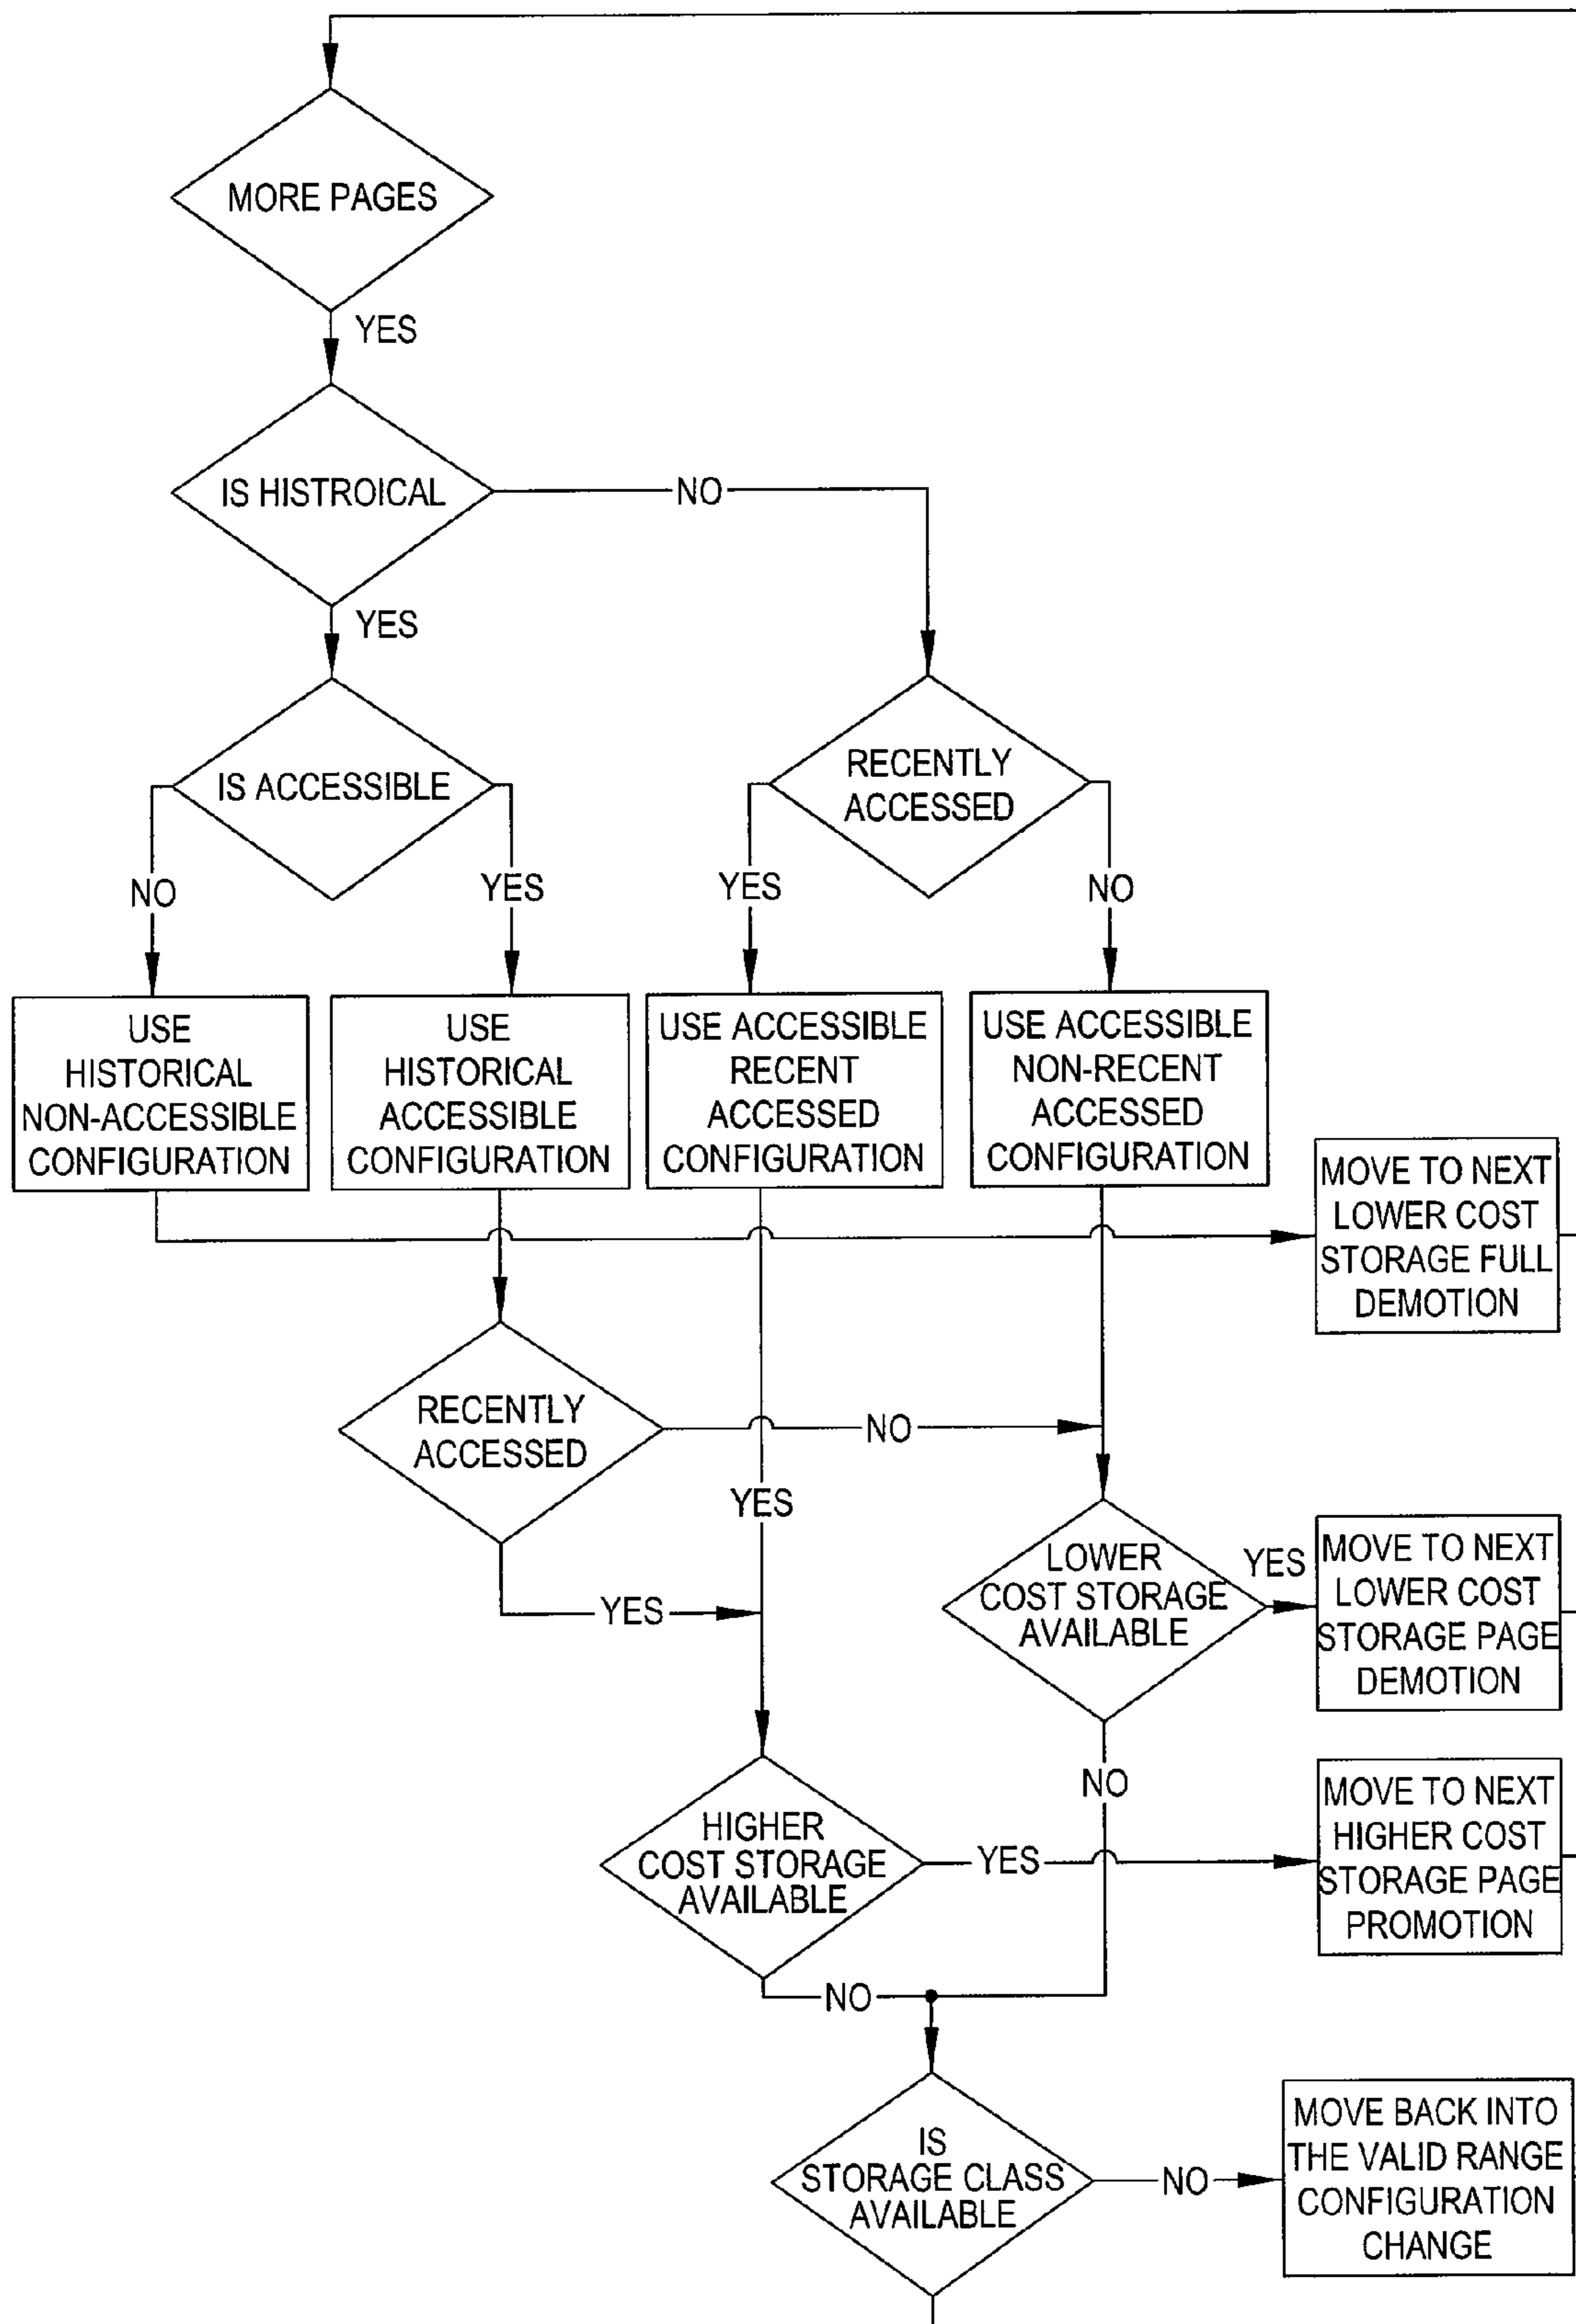 MORE PAGES
YES
IS HISTROICAL
NO
YES
IS ACCESSIBLE
RECENTLY
ACCESSED
NO
YES
YES
NO
USE
HISTORICAL
NON-ACCESSIBLE
CONFIGURATION
USE
HISTORICAL
ACCESSIBLE
CONFIGURATION
USE ACCESSIBLE
RECENT
ACCESSED
CONFIGURATION
USE ACCESSIBLE
NON-RECENT
ACCESSED
CONFIGURATION
MOVE TO NEXT
LOWER COST
STORAGE FULL
DEMOTION
RECENTLY
ACCESSED
NO
YES
YES
LOWER
COST STORAGE
AVAILABLE
YES
MOVE TO NEXT
LOWER COST
STORAGE PAGE
DEMOTION
NO
HIGHER
COST STORAGE
AVAILABLE
YES
MOVE TO NEXT
HIGHER COST
STORAGE PAGE
PROMOTION
NO
IS
STORAGE CLASS
AVAILABLE
NO
MOVE BACK INTO
THE VALID RANGE
CONFIGURATION
CHANGE